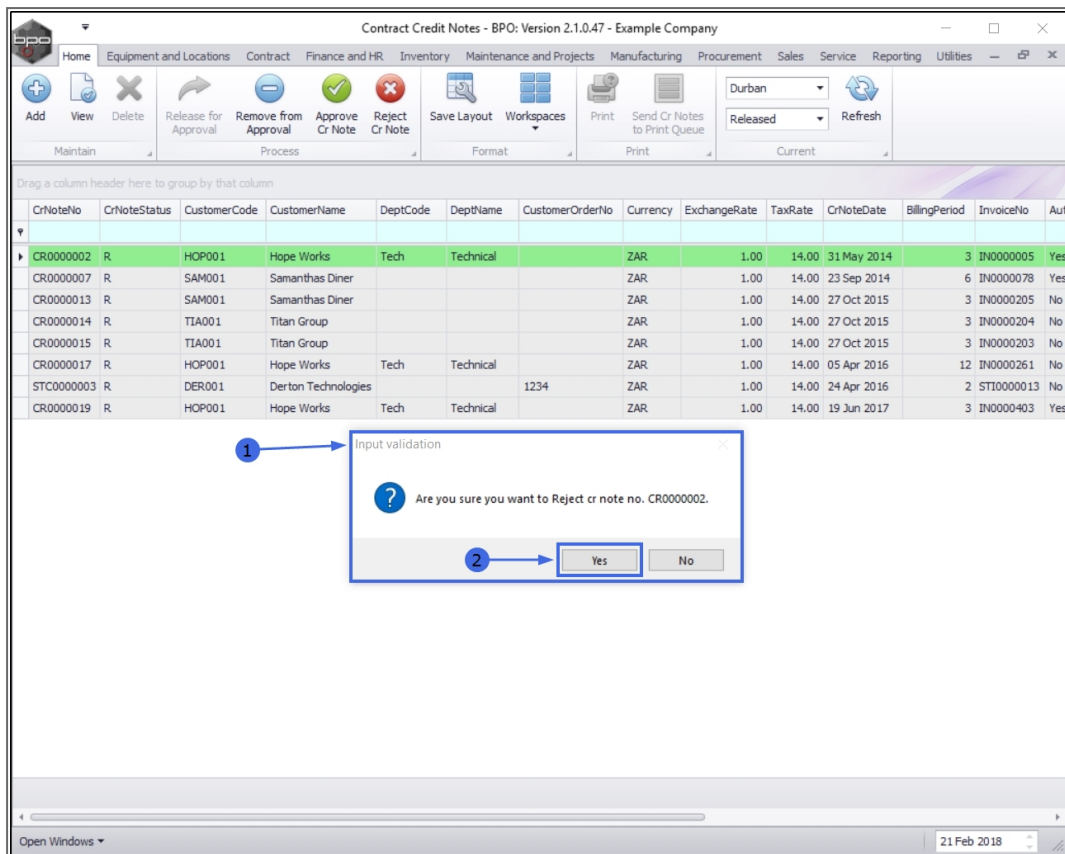 Contract Credit Notes - BPO: Version 2.1.0.47 - Example Company
bpo
Home Equipment and Locations Contract Finance and HR Inventory Maintenance and Projects Manufacturing Procurement Sales Service Reporting Utilities
Add View Delete Release for Approval Remove from Approval Approve Cr Note Reject Cr Note Save Layout Workspaces Print Send Cr Notes to Print Queue Durban Released Refresh
Maintain Process Format Print Current
Drag a column header here to group by that column
CrNoteNo CrNoteStatus CustomerCode CustomerName DeptCode DeptName CustomerOrderNo Currency ExchangeRate TaxRate CrNoteDate BillingPeriod InvoiceNo Aut
CR0000002 R HOP001 Hope Works Tech Technical ZAR 1.00 14.00 31 May 2014 3 IN0000005 Yes
CR0000007 R SAM001 Samanthas Diner ZAR 1.00 14.00 23 Sep 2014 6 IN0000078 Yes
CR0000013 R SAM001 Samanthas Diner ZAR 1.00 14.00 27 Oct 2015 3 IN0000205 No
CR0000014 R TIA001 Titan Group ZAR 1.00 14.00 27 Oct 2015 3 IN0000204 No
CR0000015 R TIA001 Titan Group ZAR 1.00 14.00 27 Oct 2015 3 IN0000203 No
CR0000017 R HOP001 Hope Works Tech Technical ZAR 1.00 14.00 05 Apr 2016 12 IN0000261 No
STC0000003 R DER001 Derton Technologies 1234 ZAR 1.00 14.00 24 Apr 2016 2 STI0000013 No
CR0000019 R HOP001 Hope Works Tech Technical ZAR 1.00 14.00 19 Jun 2017 3 IN0000403 Yes
1 Input validation
? Are you sure you want to Reject cr note no. CR0000002.
2 Yes No
Open Windows 21 Feb 2018